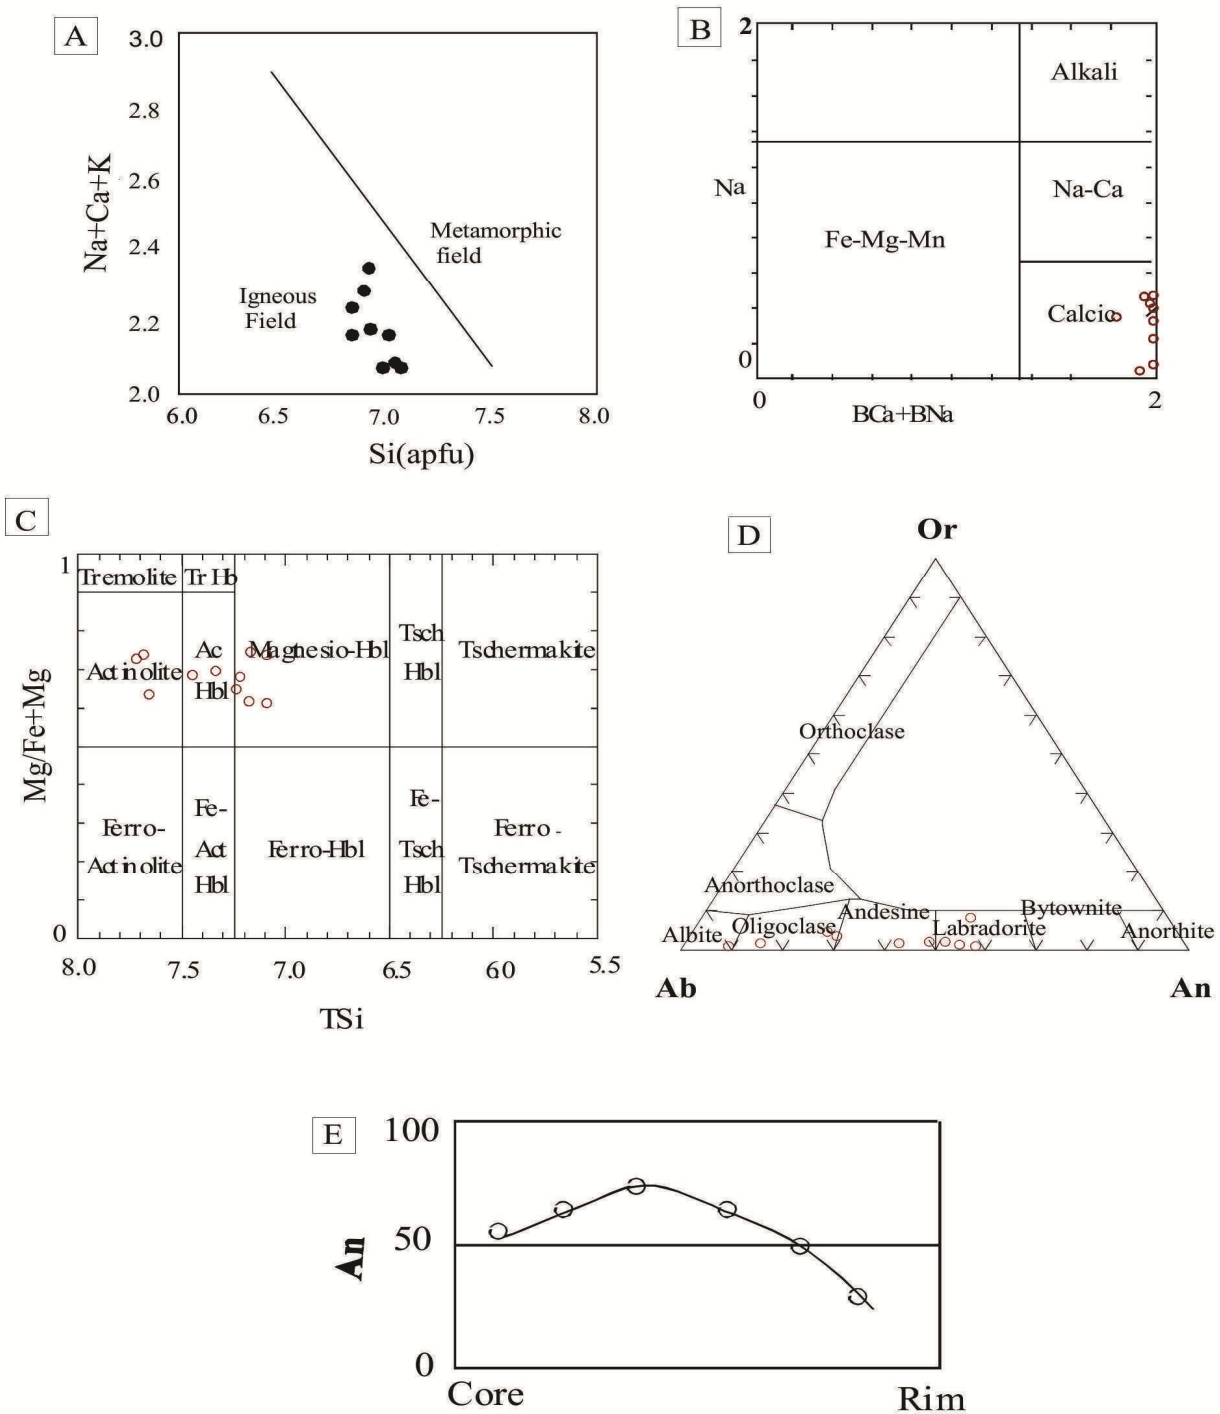 A
3.0
2.8
2.6
2.4
2.2
2.0
Na+Ca+K
Metamorphic
field
Igneous
Field
6.0 6.5 7.0 7.5 8.0
Si(apfu)
B
2
Na
0
Alkali
Na-Ca
Fe-Mg-Mn
Calcic
0 2
BCa+BNa
C
1
Mg/Fe+Mg
0
Tremolite Tr Hb
Actinolite
Ac
Hbl
Magnesio-Hbl
Tsch
Hbl
Tschermakite
Ferro-
Actinolite
Fe-
Act
Hbl
Ferro-Hbl
Fe-
Tsch
Hbl
Ferro-
Tschermakite
8.0 7.5 7.0 6.5 6.0 5.5
TSi
D
Or
Orthoclase
Anorthoclase
Albite Oligoclase Andesine Labradorite Bytownite Anorthite
Ab An
E
100
50
0
An
Core Rim